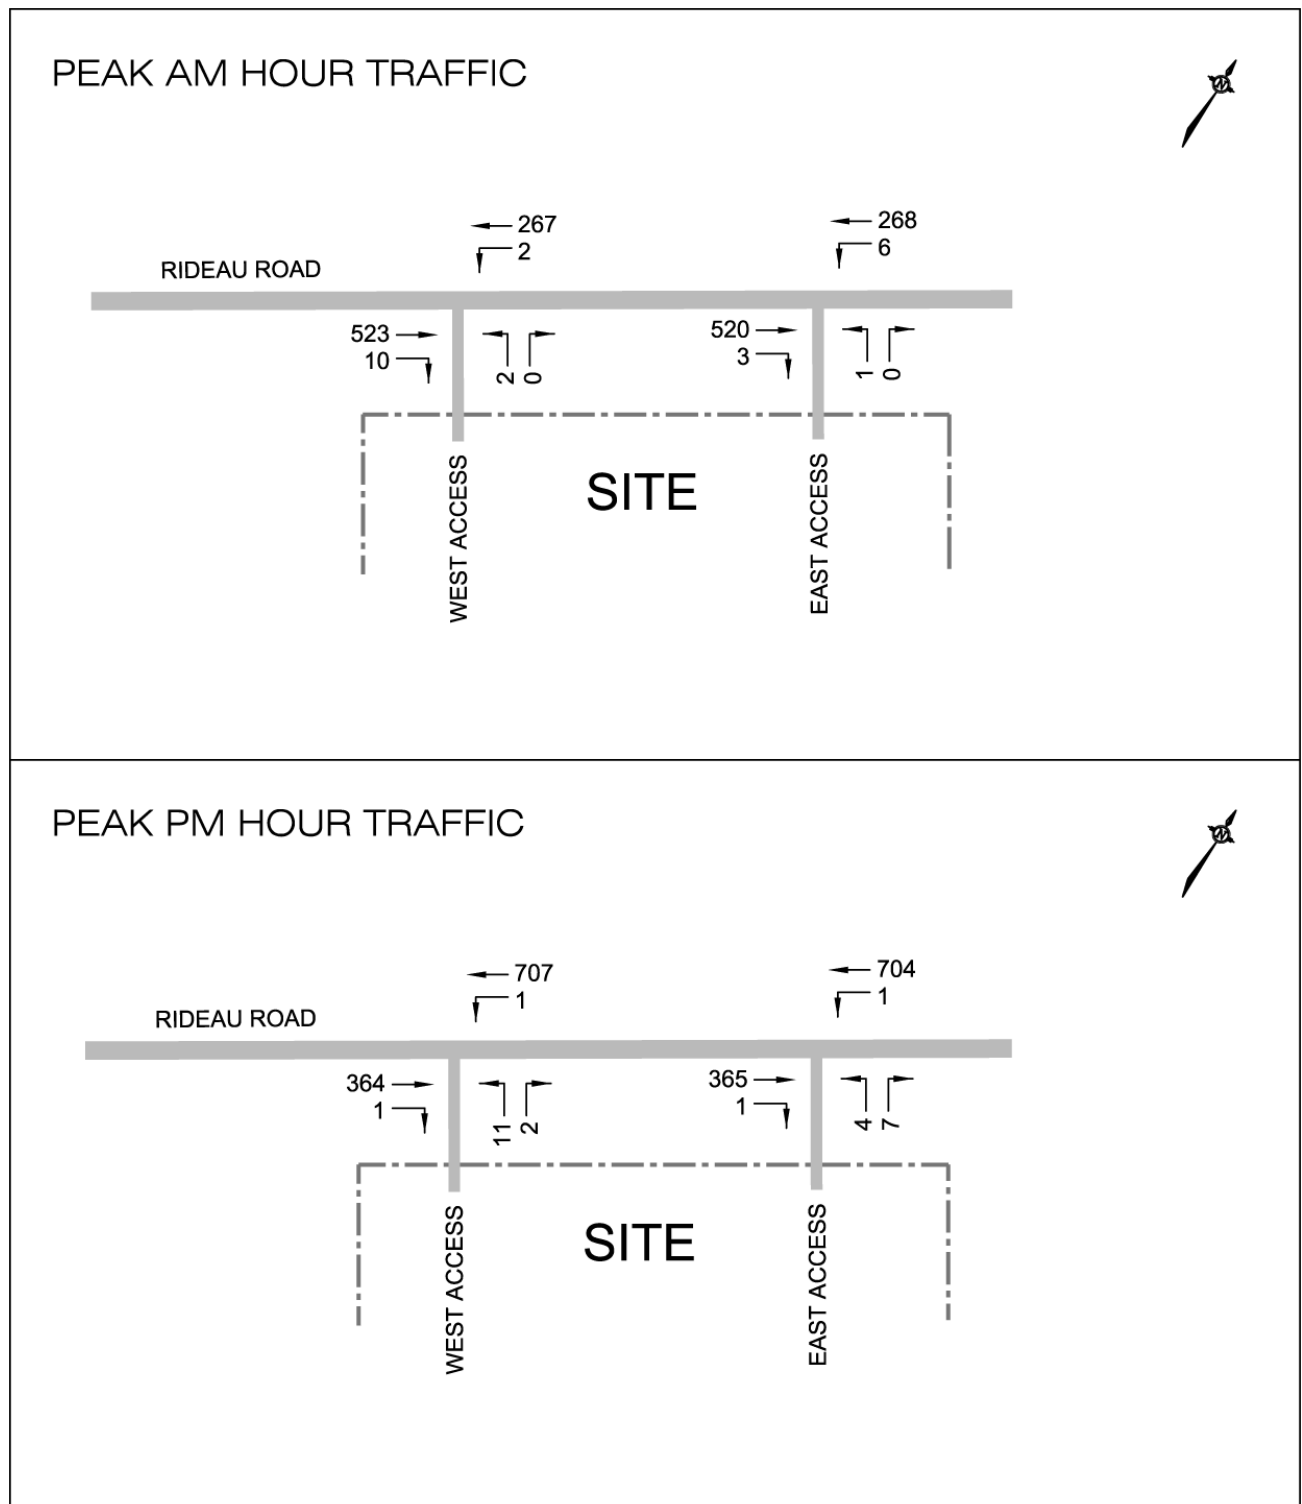 PEAK AM HOUR TRAFFIC
N
267
2
268
6
RIDEAU ROAD
523
10
2
0
520
3
1
0
SITE
WEST ACCESS
EAST ACCESS
PEAK PM HOUR TRAFFIC
N
707
1
704
1
RIDEAU ROAD
364
1
11
2
365
1
4
7
SITE
WEST ACCESS
EAST ACCESS